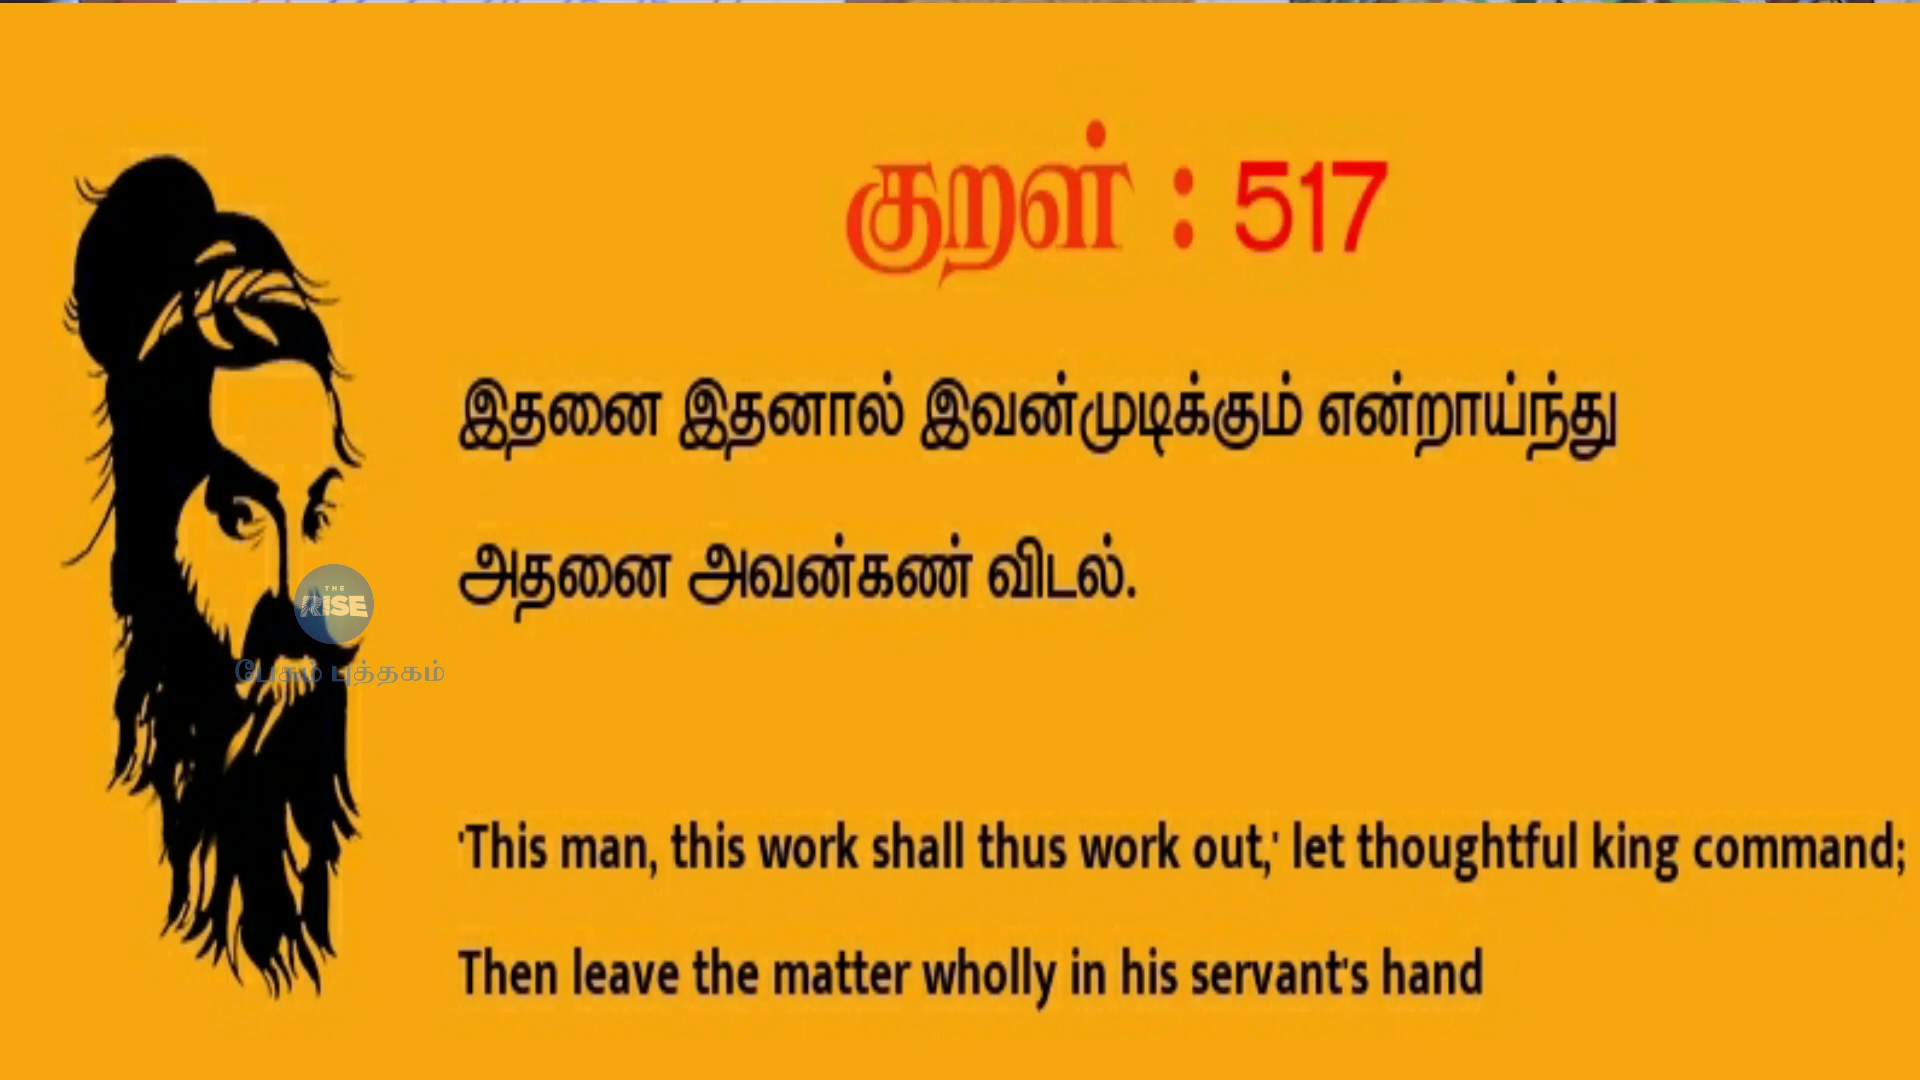 குறள் : 517
இதனை இதனால் இவன்முடிக்கும் என்றாய்ந்து
அதனை அவன்கண் விடல்.
THE
RISE
பேசும் புத்தகம்
'This man, this work shall thus work out,' let thoughtful king command;
Then leave the matter wholly in his servant's hand